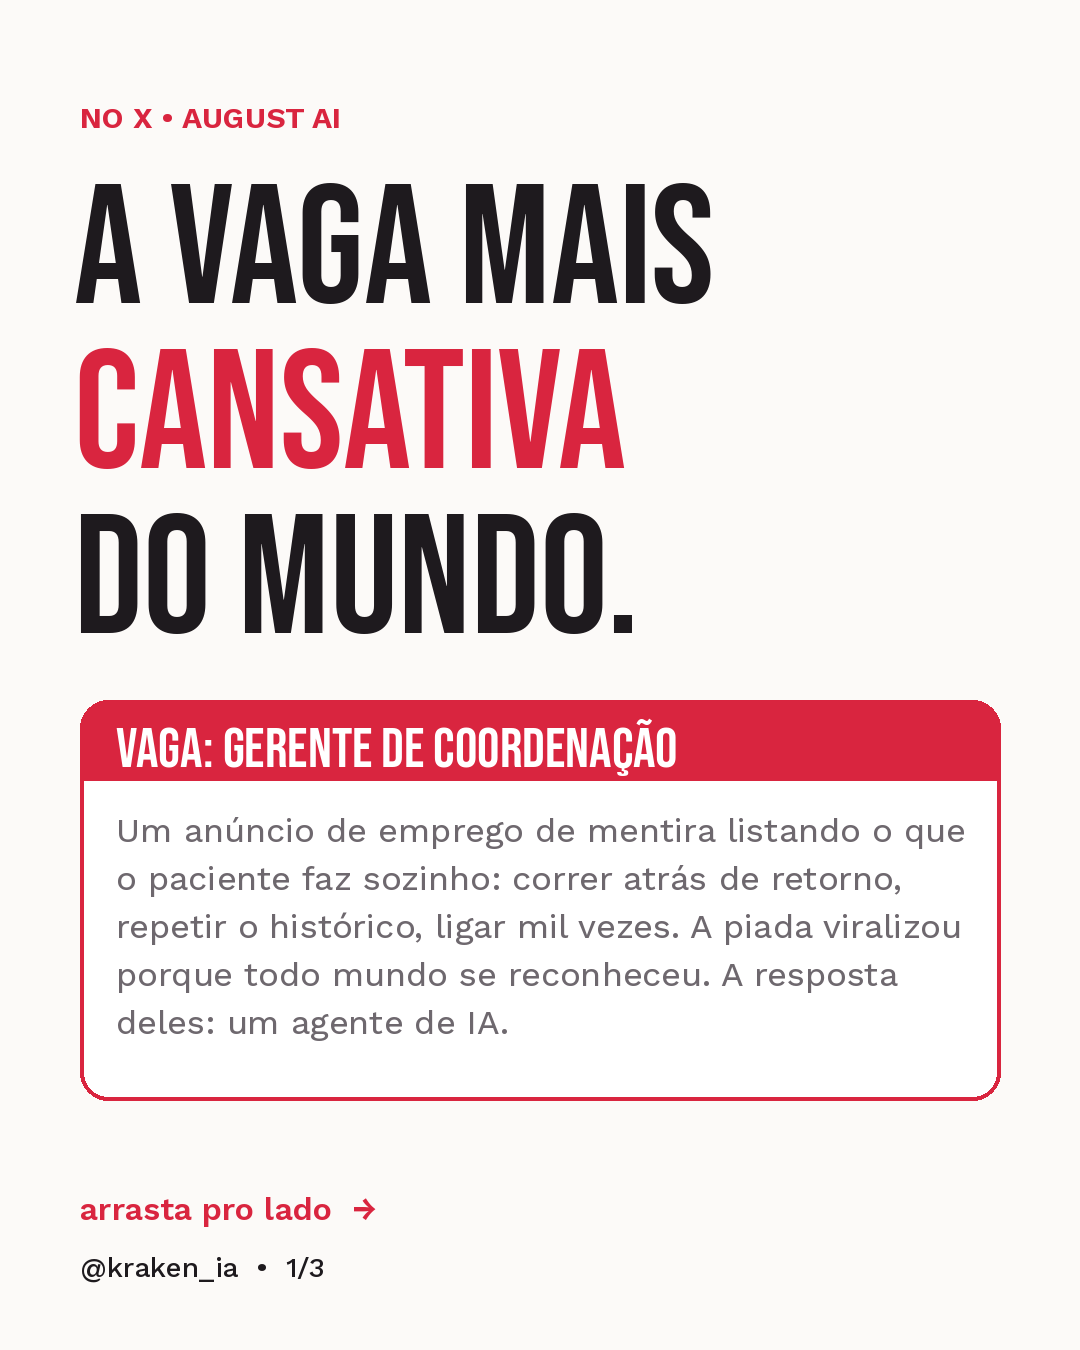 NO X • AUGUST AI
A VAGA MAIS
CANSATIVA
DO MUNDO.
VAGA: GERENTE DE COORDENAÇÃO
Um anúncio de emprego de mentira listando o que
o paciente faz sozinho: correr atrás de retorno,
repetir o histórico, ligar mil vezes. A piada viralizou
porque todo mundo se reconheceu. A resposta
deles: um agente de IA.
arrasta pro lado →
@kraken_ia • 1/3